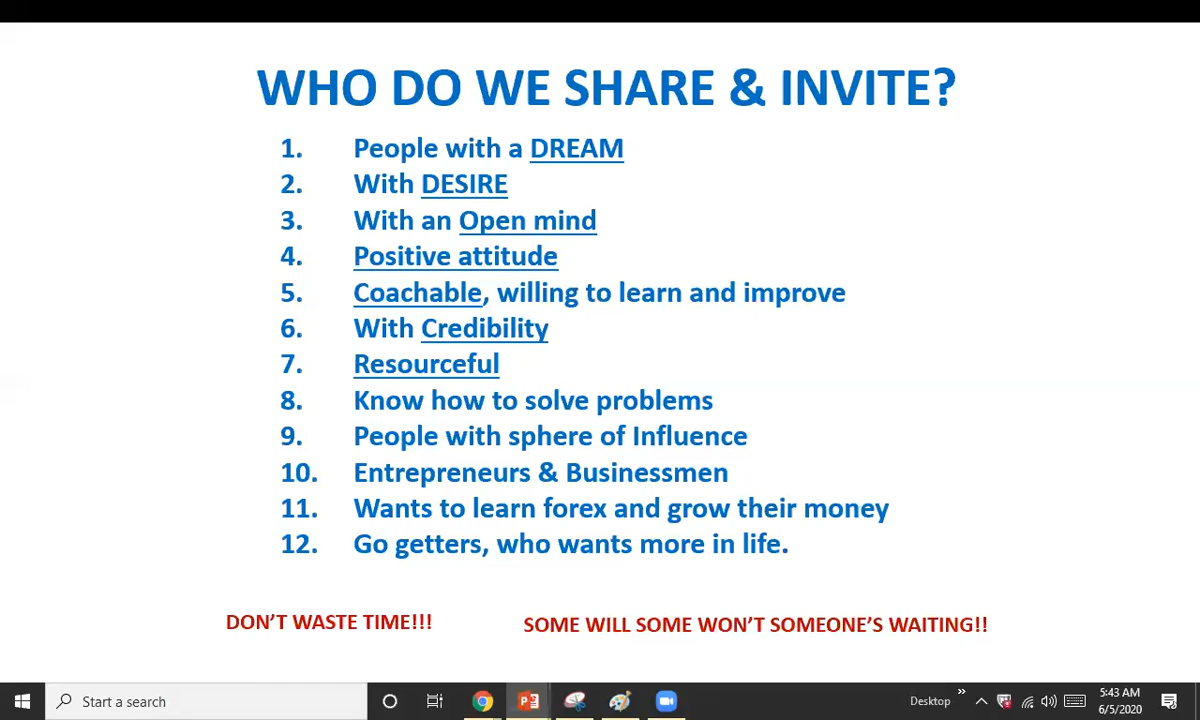 WHO DO WE SHARE & INVITE?
1. People with a DREAM
2. With DESIRE
3. With an Open mind
4. Positive attitude
5. Coachable, willing to learn and improve
6. With Credibility
7. Resourceful
8. Know how to solve problems
9. People with sphere of Influence
10. Entrepreneurs & Businessmen
11. Wants to learn forex and grow their money
12. Go getters, who wants more in life.
DON'T WASTE TIME!!! SOME WILL SOME WON'T SOMEONE'S WAITING!!
Start a search
Desktop
5:43 AM
6/5/2020